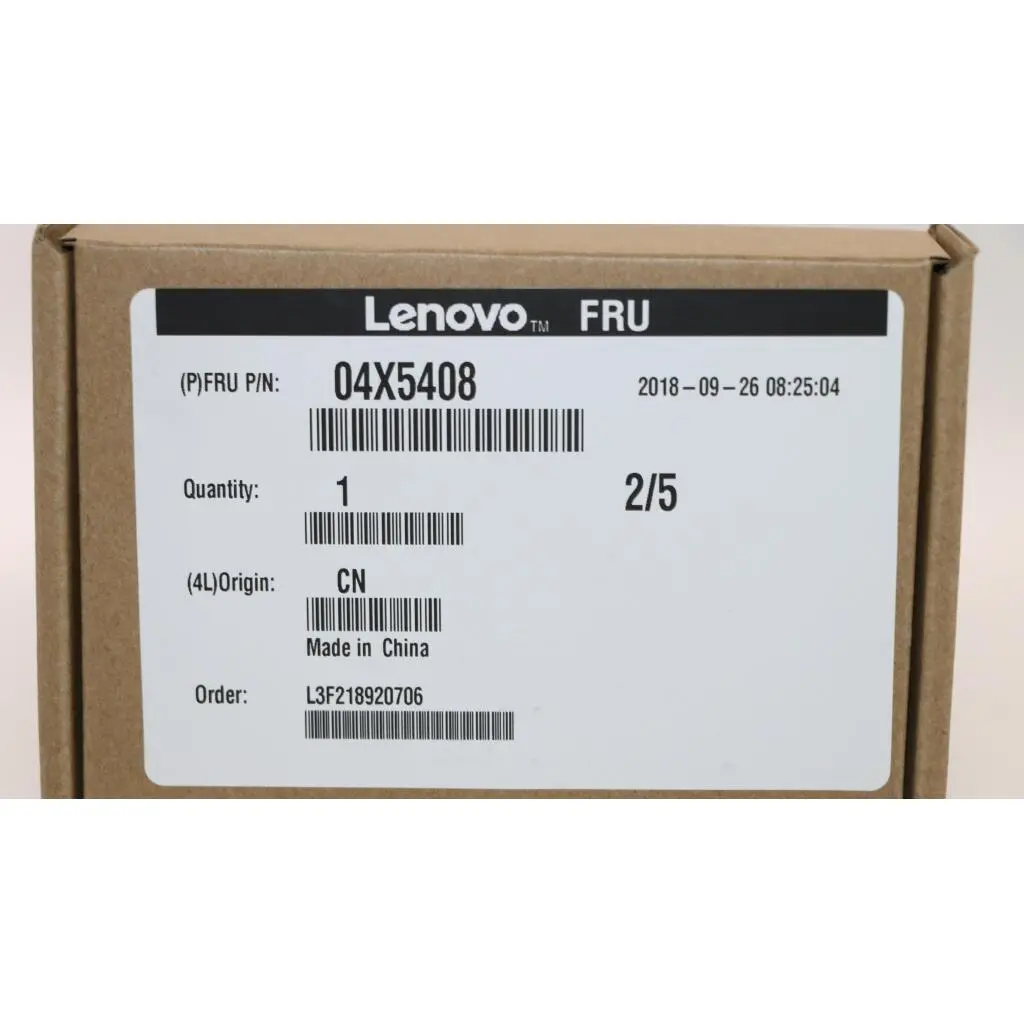 Lenovo™ FRU
(P)FRU P/N: 04X5408 2018-09-26 08:25:04
Quantity: 1 2/5
(4L)Origin: CN
Made in China
Order: L3F218920706